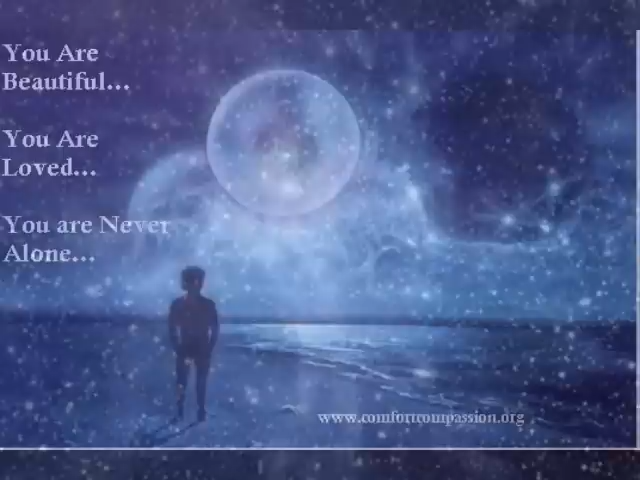 You Are
Beautiful...
You Are
Loved...
You are Never
Alone...
www.comfortcompassion.org